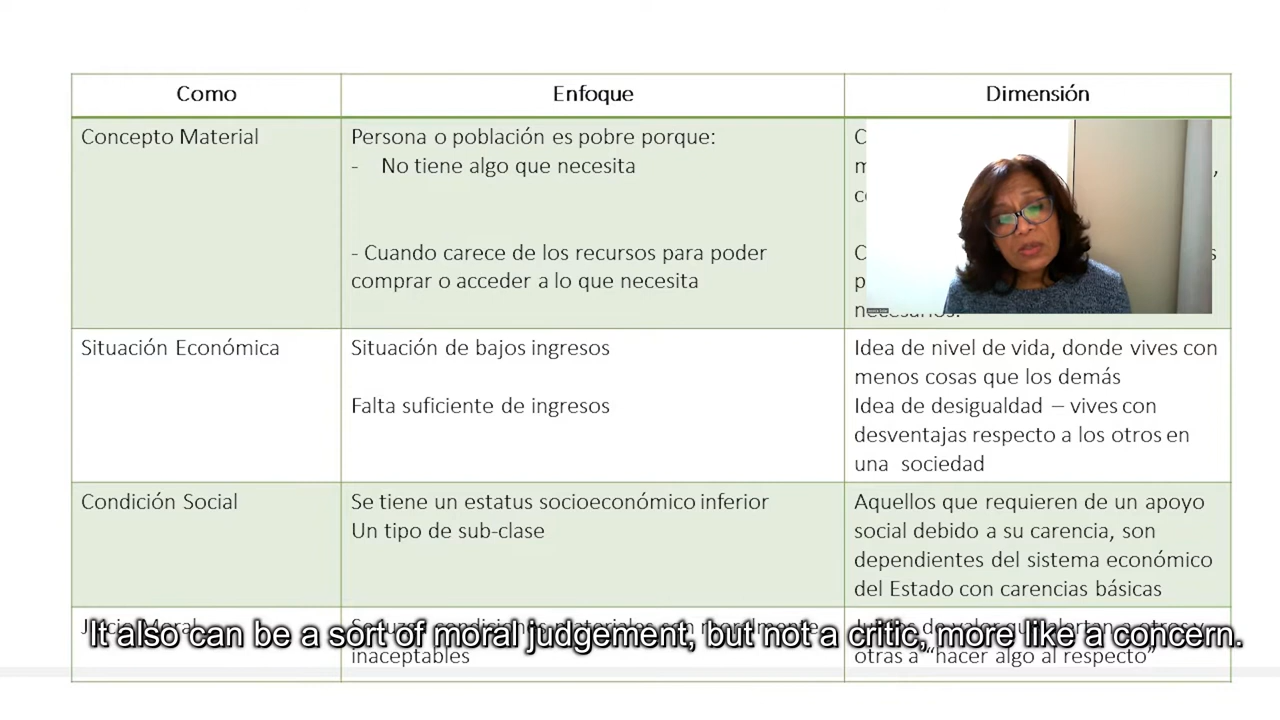 Como
Enfoque
Dimensión
Concepto Material
Persona o población es pobre porque:
- No tiene algo que necesita
- Cuando carece de los recursos para poder
comprar o acceder a lo que necesita
necesarios.
Situación Económica
Situación de bajos ingresos
Falta suficiente de ingresos
Idea de nivel de vida, donde vives con
menos cosas que los demás
Idea de desigualdad – vives con
desventajas respecto a los otros en
una sociedad
Condición Social
Se tiene un estatus socioeconómico inferior
Un tipo de sub-clase
Aquellos que requieren de un apoyo
social debido a su carencia, son
dependientes del sistema económico
del Estado con carencias básicas
Juicio Moral
moralmente
inaceptables
otras a “hacer algo al respecto”
It also can be a sort of moral judgement, but not a critic, more like a concern.